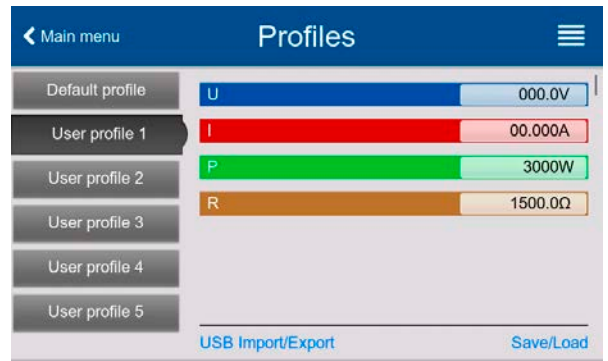 Main menu
Profiles
Default profile
User profile 1
User profile 2
User profile 3
User profile 4
User profile 5
U 000.0V
I 00.000A
P 3000W
R 1500.0Ω
USB Import/Export
Save/Load